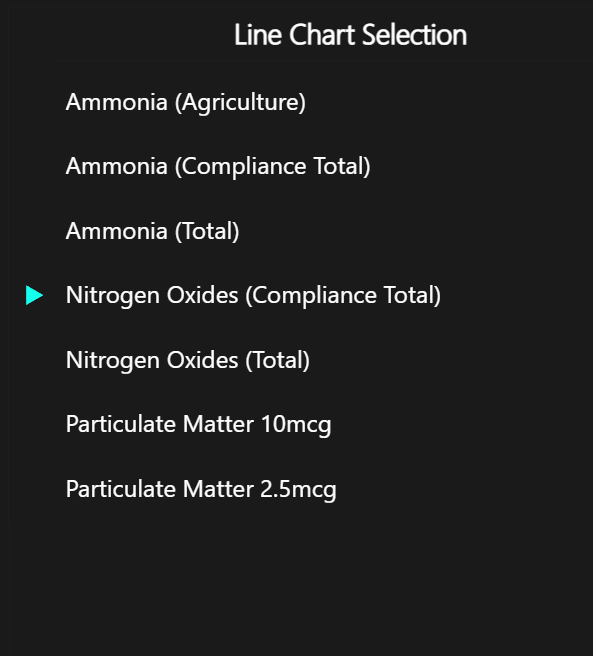 Line Chart Selection
Ammonia (Agriculture)
Ammonia (Compliance Total)
Ammonia (Total)
Nitrogen Oxides (Compliance Total)
Nitrogen Oxides (Total)
Particulate Matter 10mcg
Particulate Matter 2.5mcg